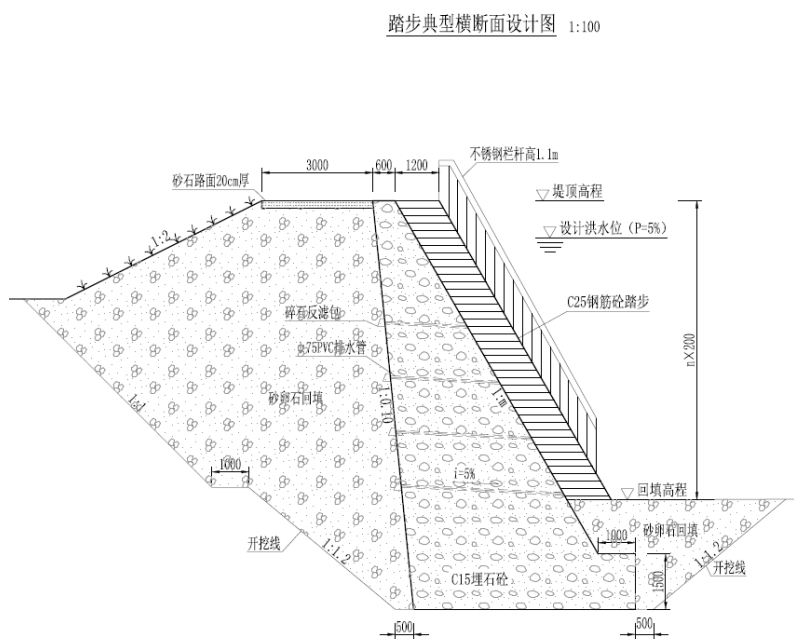 踏步典型横断面设计图 1:100
不锈钢栏杆高1.1m
3000
600
1200
砂石路面20cm厚
堤顶高程
设计洪水位（P=5%）
1:2
C25钢筋砼踏步
碎石反滤包
φ75PVC排水管
n×200
砂卵石回填
1:0.10
1:m
1:1
1000
i=5%
回填高程
1000
砂卵石回填
开挖线
1:1.2
1:1.2
开挖线
C15埋石砼
1500
500
500